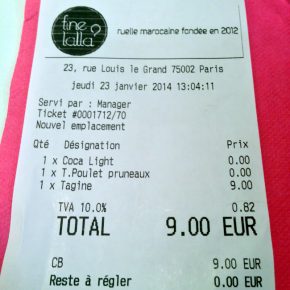 fine
lalla
ruelle marocaine fondée en 2012
23, rue Louis le Grand 75002 Paris
jeudi 23 janvier 2014 13:04:11
Servi par : Manager
Ticket #0001712/70
Nouvel emplacement
Qté Désignation Prix
1 x Coca Light 0.00
1 x T.Poulet pruneaux 0.00
1 x Tagine 9.00
TVA 10.0% 0.82
TOTAL 9.00 EUR
CB 9.00 EUR
Reste à régler 0.00 EUR